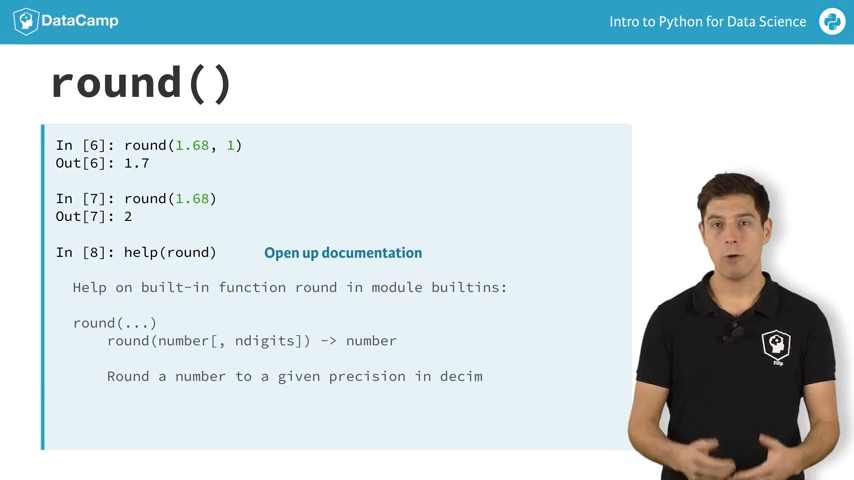 DataCamp
Intro to Python for Data Science
round()
In [6]: round(1.68, 1)
Out[6]: 1.7
In [7]: round(1.68)
Out[7]: 2
In [8]: help(round) Open up documentation
Help on built-in function round in module builtins:
round(...)
round(number[, ndigits]) -> number
Round a number to a given precision in decim
Filip